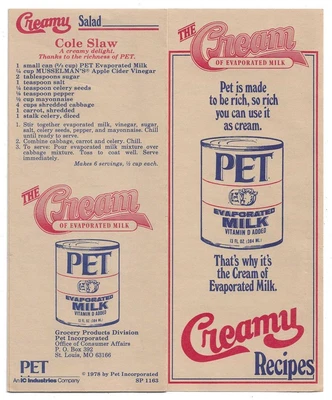 Creamy Salad
Cole Slaw
A creamy delight.
Thanks to the richness of PET.
1 small can (⅔ cup) PET Evaporated Milk
¼ cup MUSSELMAN'S® Apple Cider Vinegar
2 tablespoons sugar
1 teaspoon salt
¼ teaspoon celery seeds
¼ teaspoon pepper
½ cup mayonnaise
6 cups shredded cabbage
1 carrot, shredded
1 stalk celery, diced
1. Stir together evaporated milk, vinegar, sugar,
salt, celery seeds, pepper, and mayonnaise. Chill
until ready to serve.
2. Combine cabbage, carrot and celery. Chill.
3. To serve: Pour evaporated milk mixture over
cabbage mixture. Toss to coat well. Serve
immediately.
Makes 6 servings, ½ cup each.
THE
Cream
OF EVAPORATED MILK
PET
EVAPORATED
MILK
VITAMIN D ADDED
13 FL OZ (384 ML)
Grocery Products Division
Pet Incorporated
Office of Consumer Affairs
P. O. Box 392
St. Louis, MO 63166
PET
An IC Industries Company
© 1978 by Pet Incorporated
SP 1163
THE
Cream
OF EVAPORATED MILK
Pet is made
to be rich, so rich
you can use it
as cream.
PET
EVAPORATED
MILK
VITAMIN D ADDED
13 FL OZ (384 ML)
That's why it's
the Cream of
Evaporated Milk.
Creamy
Recipes